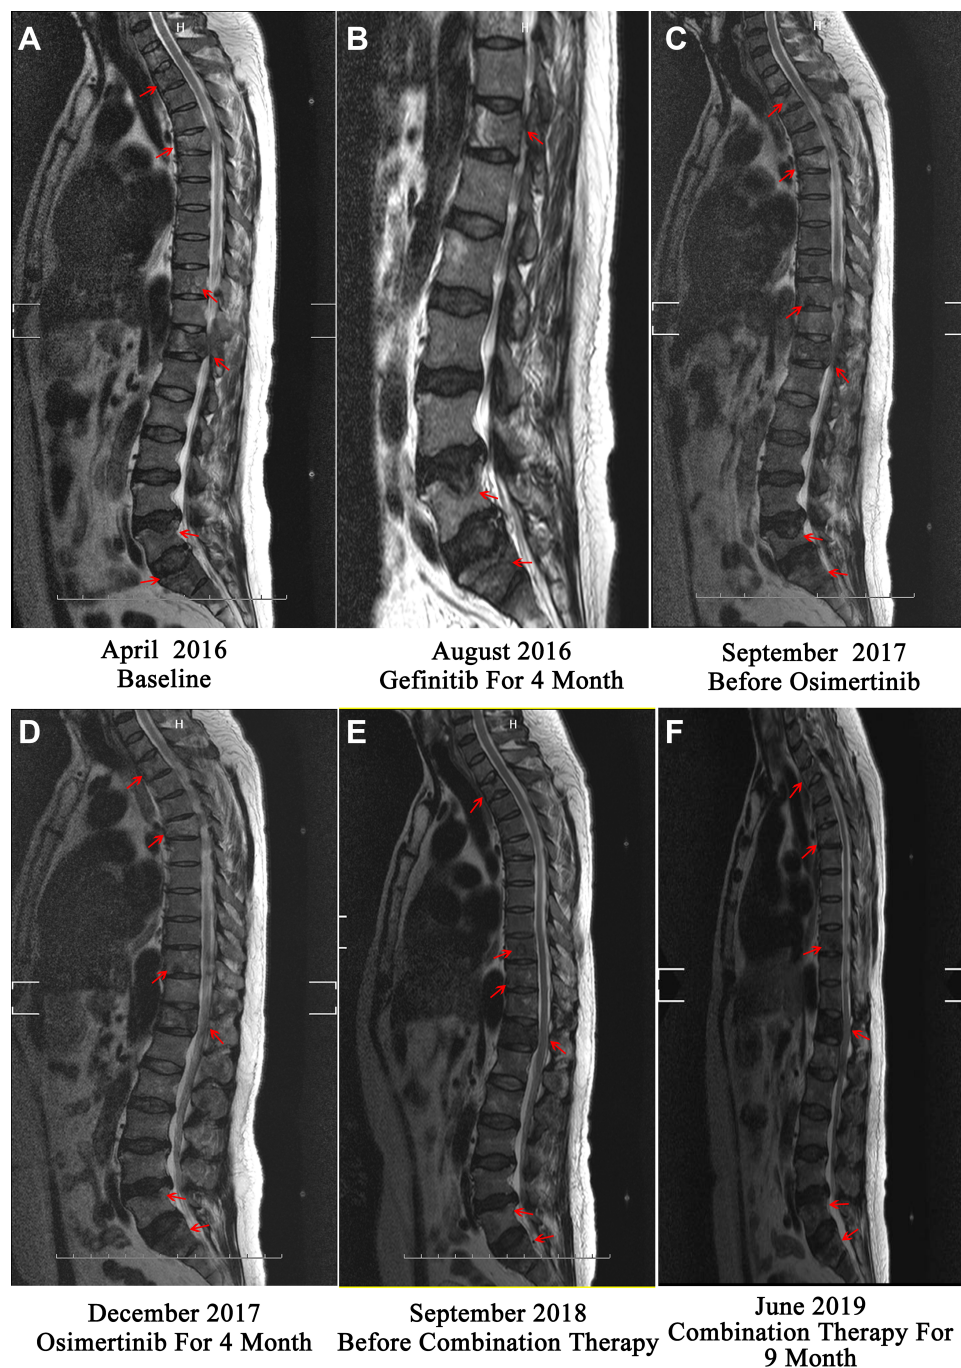 A
H
B
H
C
H
April 2016
Baseline
August 2016
Gefinitib For 4 Month
September 2017
Before Osimertinib
D
H
E
H
F
December 2017
Osimertinib For 4 Month
September 2018
Before Combination Therapy
June 2019
Combination Therapy For
9 Month